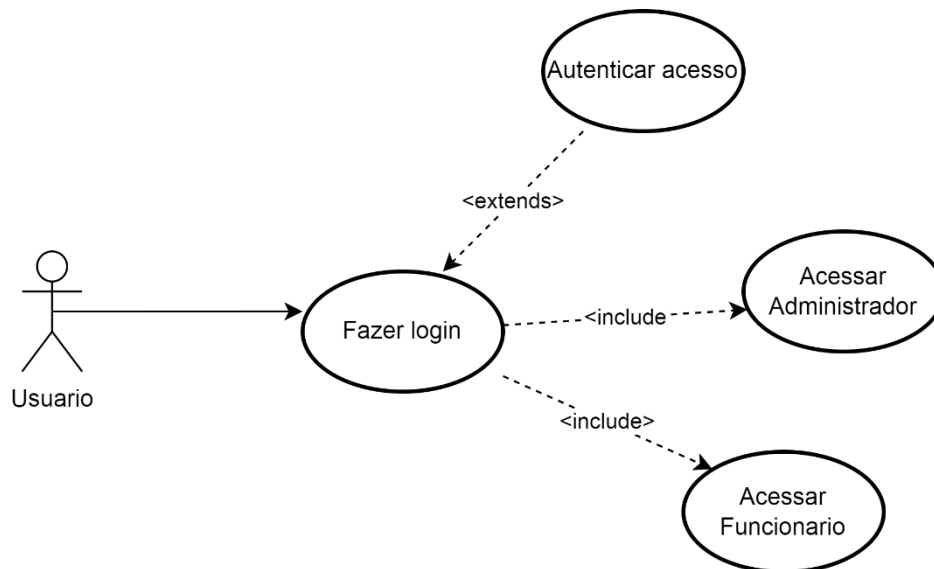 Autenticar acesso
<extends>
Acessar
Administrador
<include
Fazer login
Usuario
<include>
Acessar
Funcionario